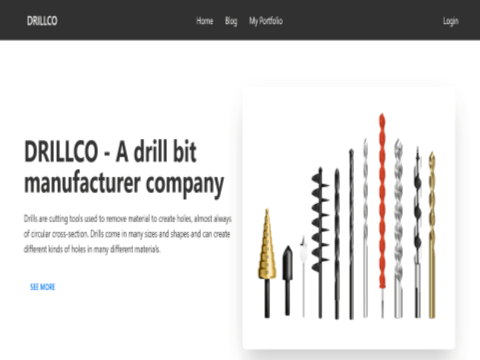 DRILLCO
Home Blog My Portfolio Login
DRILLCO - A drill bit
manufacturer company
Drills are cutting tools used to remove material to create holes, almost always
of circular cross-section. Drills come in many sizes and shapes and can create
different kinds of holes in many different materials.
SEE MORE